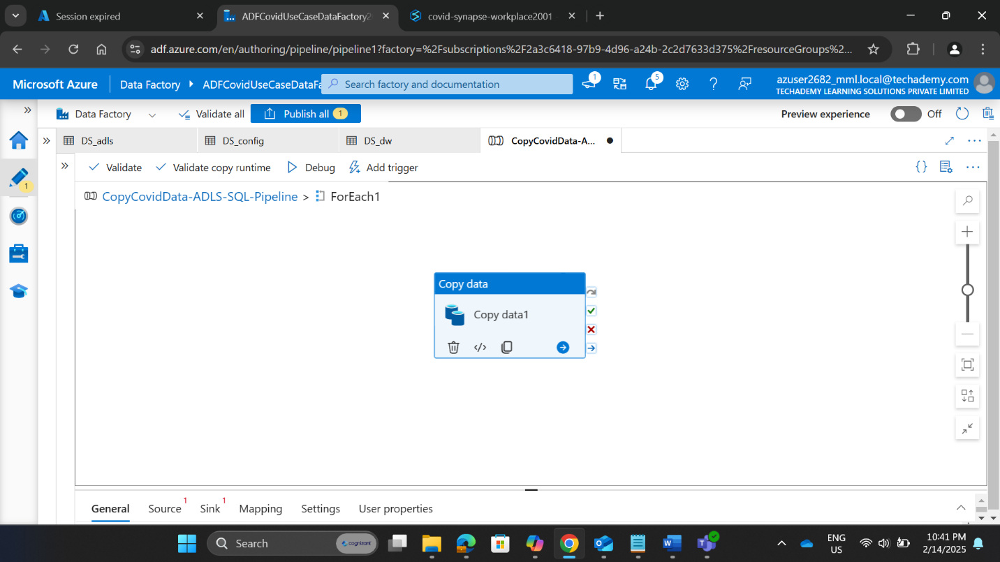 Session expired
ADFCovidUseCaseDataFactory2
covid-synapse-workplace2001
adf.azure.com/en/authoring/pipeline/pipeline1?factory=%2Fsubscriptions%2F2a3c6418-97b9-4d96-a24b-2c2d7633d375%2FresourceGroups%2...
Microsoft Azure
Data Factory
ADFCovidUseCaseDataFa
Search factory and documentation
1
5
azuser2682_mml.local@techademy.com
TECHADEMY LEARNING SOLUTIONS PRIVATE LIMITED
Data Factory
Validate all
Publish all 1
Preview experience
Off
DS_adls
DS_config
DS_dw
CopyCovidData-A...
1
Validate
Validate copy runtime
Debug
Add trigger
{}
CopyCovidData-ADLS-SQL-Pipeline > ForEach1
Copy data
Copy data1
General
Source 1
Sink 1
Mapping
Settings
User properties
Search
cognizant
ENG
US
10:41 PM
2/14/2025